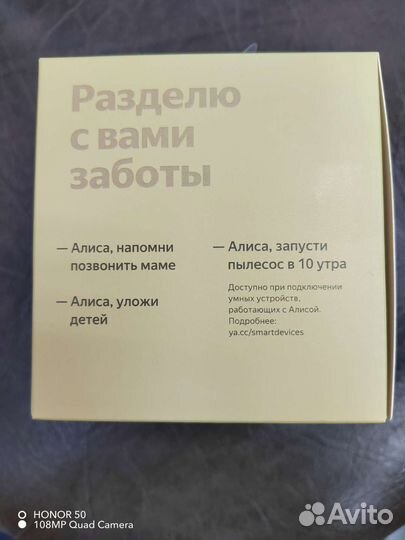 Разделю
с вами
заботы
— Алиса, напомни
позвонить маме
— Алиса, уложи
детей
— Алиса, запусти
пылесос в 10 утра
Доступно при подключении
умных устройств,
работающих с Алисой.
Подробнее:
ya.cc/smartdevices
HONOR 50
108MP Quad Camera
Avito